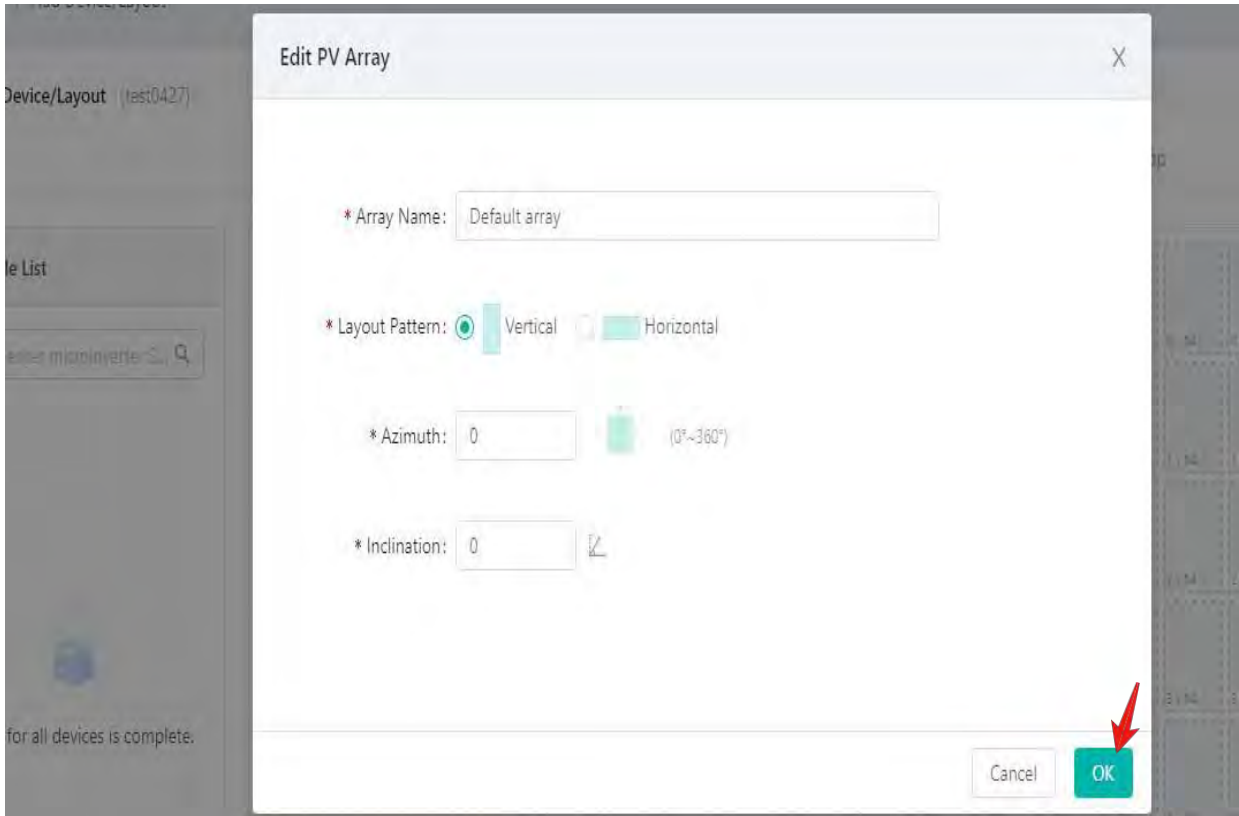 Edit PV Array
X
Device/Layout (test0427)
* Array Name: Default array
le List
* Layout Pattern: Vertical Horizontal
* Azimuth: 0 (0°~360°)
* Inclination: 0
for all devices is complete.
Cancel OK